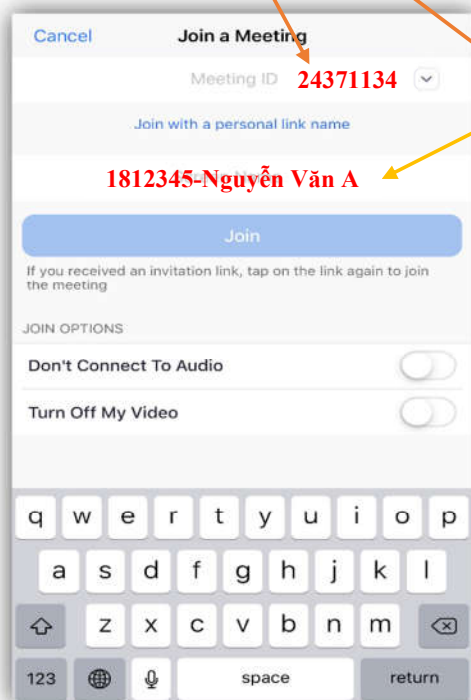 Cancel Join a Meeting
Meeting ID 24371134
Join with a personal link name
1812345-Nguyễn Văn A
Join
If you received an invitation link, tap on the link again to join
the meeting
JOIN OPTIONS
Don't Connect To Audio
Turn Off My Video
q w e r t y u i o p
a s d f g h j k l
z x c v b n m
123 space return